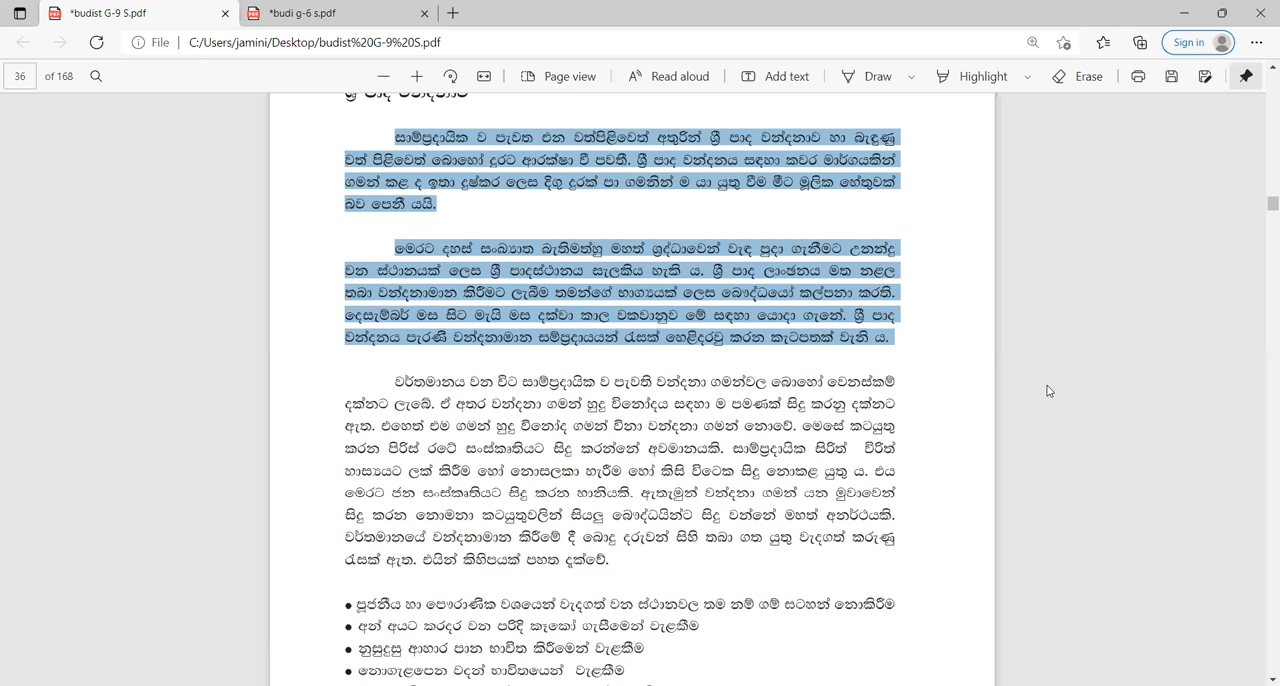 *budist G-9 S.pdf
*budi g-6 s.pdf
File | C:/Users/jamini/Desktop/budist%20G-9%20S.pdf
Sign in
36 of 168
Page view
Read aloud
Add text
Draw
Highlight
Erase
සාම්ප්‍රදායික ව පැවත එන වත්පිළිවෙත් අතුරින් ශ්‍රී පාද වන්දනාව හා බැඳුණු
වත් පිළිවෙත් බොහෝ දුරට ආරක්ෂා වී පවතී. ශ්‍රී පාද වන්දනය සඳහා කවර මාර්ගයකින්
ගමන් කළ ද ඉතා දුෂ්කර ලෙස දිගු දුරක් පා ගමනින් ම යා යුතු වීම මීට මූලික හේතුවක්
බව පෙනී යයි.
මෙරට දහස් සංඛ්‍යාත බැතිමත්හු මහත් ශ්‍රද්ධාවෙන් වැඳ පුදා ගැනීමට උනන්දු
වන ස්ථානයක් ලෙස ශ්‍රී පාදස්ථානය සැලකිය හැකි ය. ශ්‍රී පාද ලාංඡනය මත නළල
තබා වන්දනාමාන කිරීමට ලැබීම තමන්ගේ භාග්‍යයක් ලෙස බෞද්ධයෝ කල්පනා කරති.
දෙසැම්බර් මස සිට මැයි මස දක්වා කාල වකවානුව මේ සඳහා යොදා ගැනේ. ශ්‍රී පාද
වන්දනය පැරණි වන්දනාමාන සම්ප්‍රදායයන් රැසක් හෙළිදරවු කරන කැටපතක් වැනි ය.
වර්තමානය වන විට සාම්ප්‍රදායික ව පැවති වන්දනා ගමන්වල බොහෝ වෙනස්කම්
දක්නට ලැබේ. ඒ අතර වන්දනා ගමන් හුදු විනෝදය සඳහා ම පමණක් සිදු කරනු දක්නට
ඇත. එහෙත් එම ගමන් හුදු විනෝද ගමන් විනා වන්දනා ගමන් නොවේ. මෙසේ කටයුතු
කරන පිරිස් රටේ සංස්කෘතියට සිදු කරන්නේ අවමානයකි. සාම්ප්‍රදායික සිරිත් විරිත්
හාස්‍යයට ලක් කිරීම හෝ නොසලකා හැරීම හෝ කිසි විටෙක සිදු නොකළ යුතු ය. එය
මෙරට ජන සංස්කෘතියට සිදු කරන හානියකි. ඇතැමුන් වන්දනා ගමන් යන මුවාවෙන්
සිදු කරන නොමනා කටයුතුවලින් සියලු බෞද්ධයින්ට සිදු වන්නේ මහත් අනර්ථයකි.
වර්තමානයේ වන්දනාමාන කිරීමේ දී බොදු දරුවන් සිහි තබා ගත යුතු වැදගත් කරුණු
රැසක් ඇත. එයින් කිහිපයක් පහත දැක්වේ.
● පූජනීය හා පෞරාණික වශයෙන් වැදගත් වන ස්ථානවල තම නම් ගම් සටහන් නොකිරීම
● අන් අයට කරදර වන පරිදි කෑකෝ ගැසීමෙන් වැළකීම
● නුසුදුසු ආහාර පාන භාවිත කිරීමෙන් වැළකීම
● නොගැළපෙන වදන් භාවිතයෙන් වැළකීම